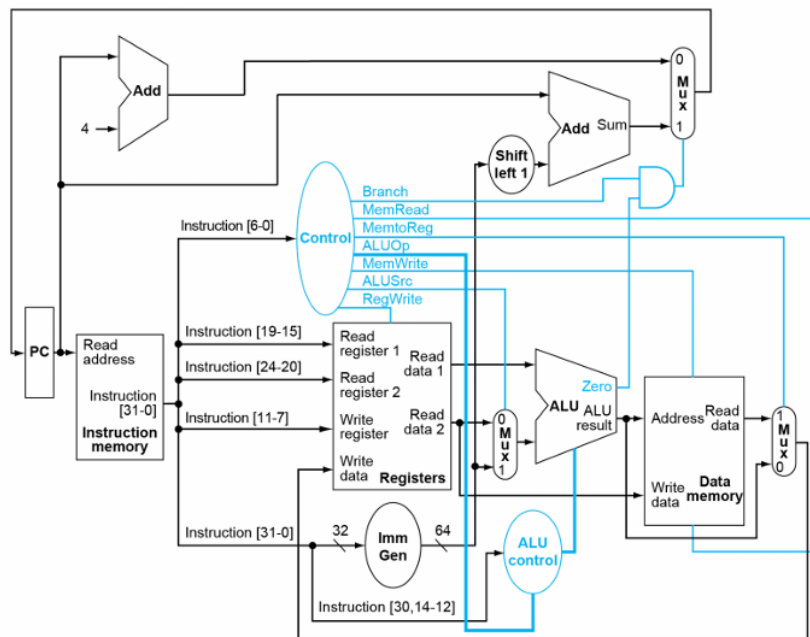 0
Mux
1
Add
4
Add Sum
Shift
left 1
Branch
MemRead
MemtoReg
ALUOp
MemWrite
ALUSrc
RegWrite
Control
Instruction [6-0]
PC
Read
address
Instruction
[31-0]
Instruction
memory
Instruction [19-15]
Instruction [24-20]
Instruction [11-7]
Instruction [31-0]
Read
register 1
Read
register 2
Write
register
Write
data
Read
data 1
Read
data 2
Registers
0
Mux
1
Zero
ALU
ALU
result
Address
Read
data
Write
data
Data
memory
1
Mux
0
32
Imm
Gen
64
ALU
control
Instruction [30,14-12]